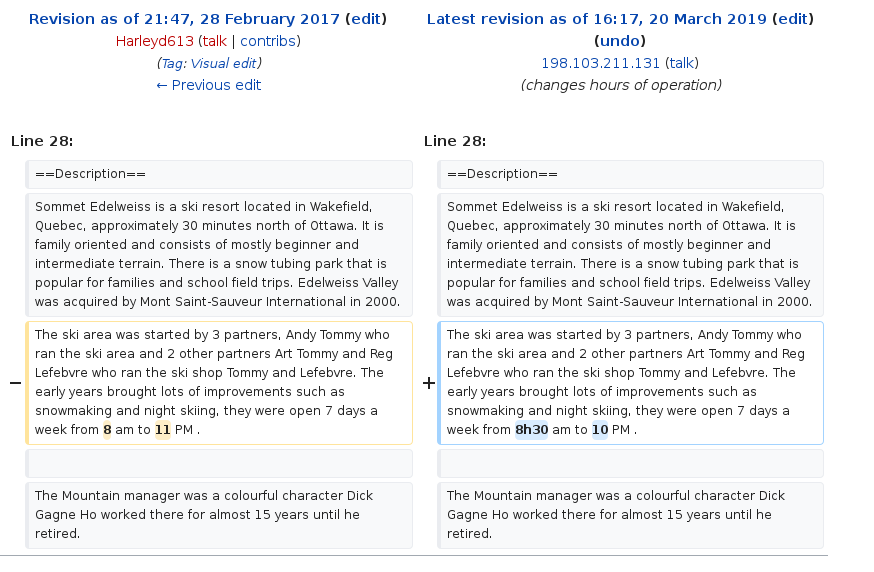 Revision as of 21:47, 28 February 2017 (edit)
Harleyd613 (talk | contribs)
(Tag: Visual edit)
← Previous edit
Latest revision as of 16:17, 20 March 2019 (edit)
(undo)
198.103.211.131 (talk)
(changes hours of operation)
Line 28:
Line 28:
==Description==
==Description==
Sommet Edelweiss is a ski resort located in Wakefield,
Quebec, approximately 30 minutes north of Ottawa. It is
family oriented and consists of mostly beginner and
intermediate terrain. There is a snow tubing park that is
popular for families and school field trips. Edelweiss Valley
was acquired by Mont Saint-Sauveur International in 2000.
Sommet Edelweiss is a ski resort located in Wakefield,
Quebec, approximately 30 minutes north of Ottawa. It is
family oriented and consists of mostly beginner and
intermediate terrain. There is a snow tubing park that is
popular for families and school field trips. Edelweiss Valley
was acquired by Mont Saint-Sauveur International in 2000.
−
The ski area was started by 3 partners, Andy Tommy who
ran the ski area and 2 other partners Art Tommy and Reg
Lefebvre who ran the ski shop Tommy and Lefebvre. The
early years brought lots of improvements such as
snowmaking and night skiing, they were open 7 days a
week from 8 am to 11 PM .
+
The ski area was started by 3 partners, Andy Tommy who
ran the ski area and 2 other partners Art Tommy and Reg
Lefebvre who ran the ski shop Tommy and Lefebvre. The
early years brought lots of improvements such as
snowmaking and night skiing, they were open 7 days a
week from 8h30 am to 10 PM .
The Mountain manager was a colourful character Dick
Gagne Ho worked there for almost 15 years until he
retired.
The Mountain manager was a colourful character Dick
Gagne Ho worked there for almost 15 years until he
retired.